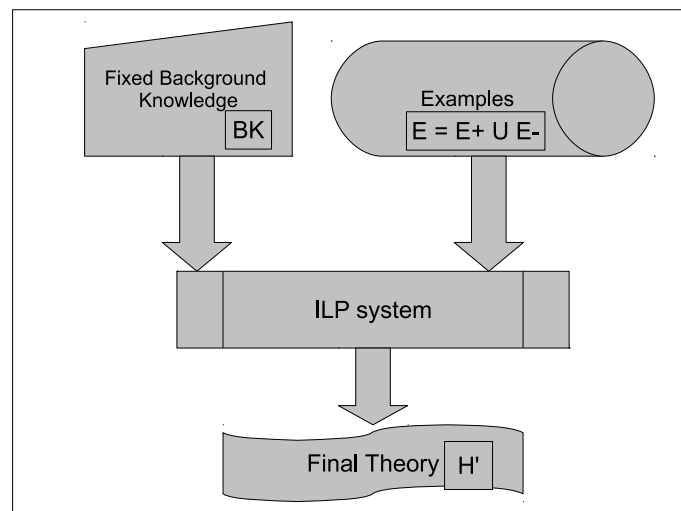 Fixed Background
Knowledge
BK
Examples
E = E+ U E-
ILP system
Final Theory H'